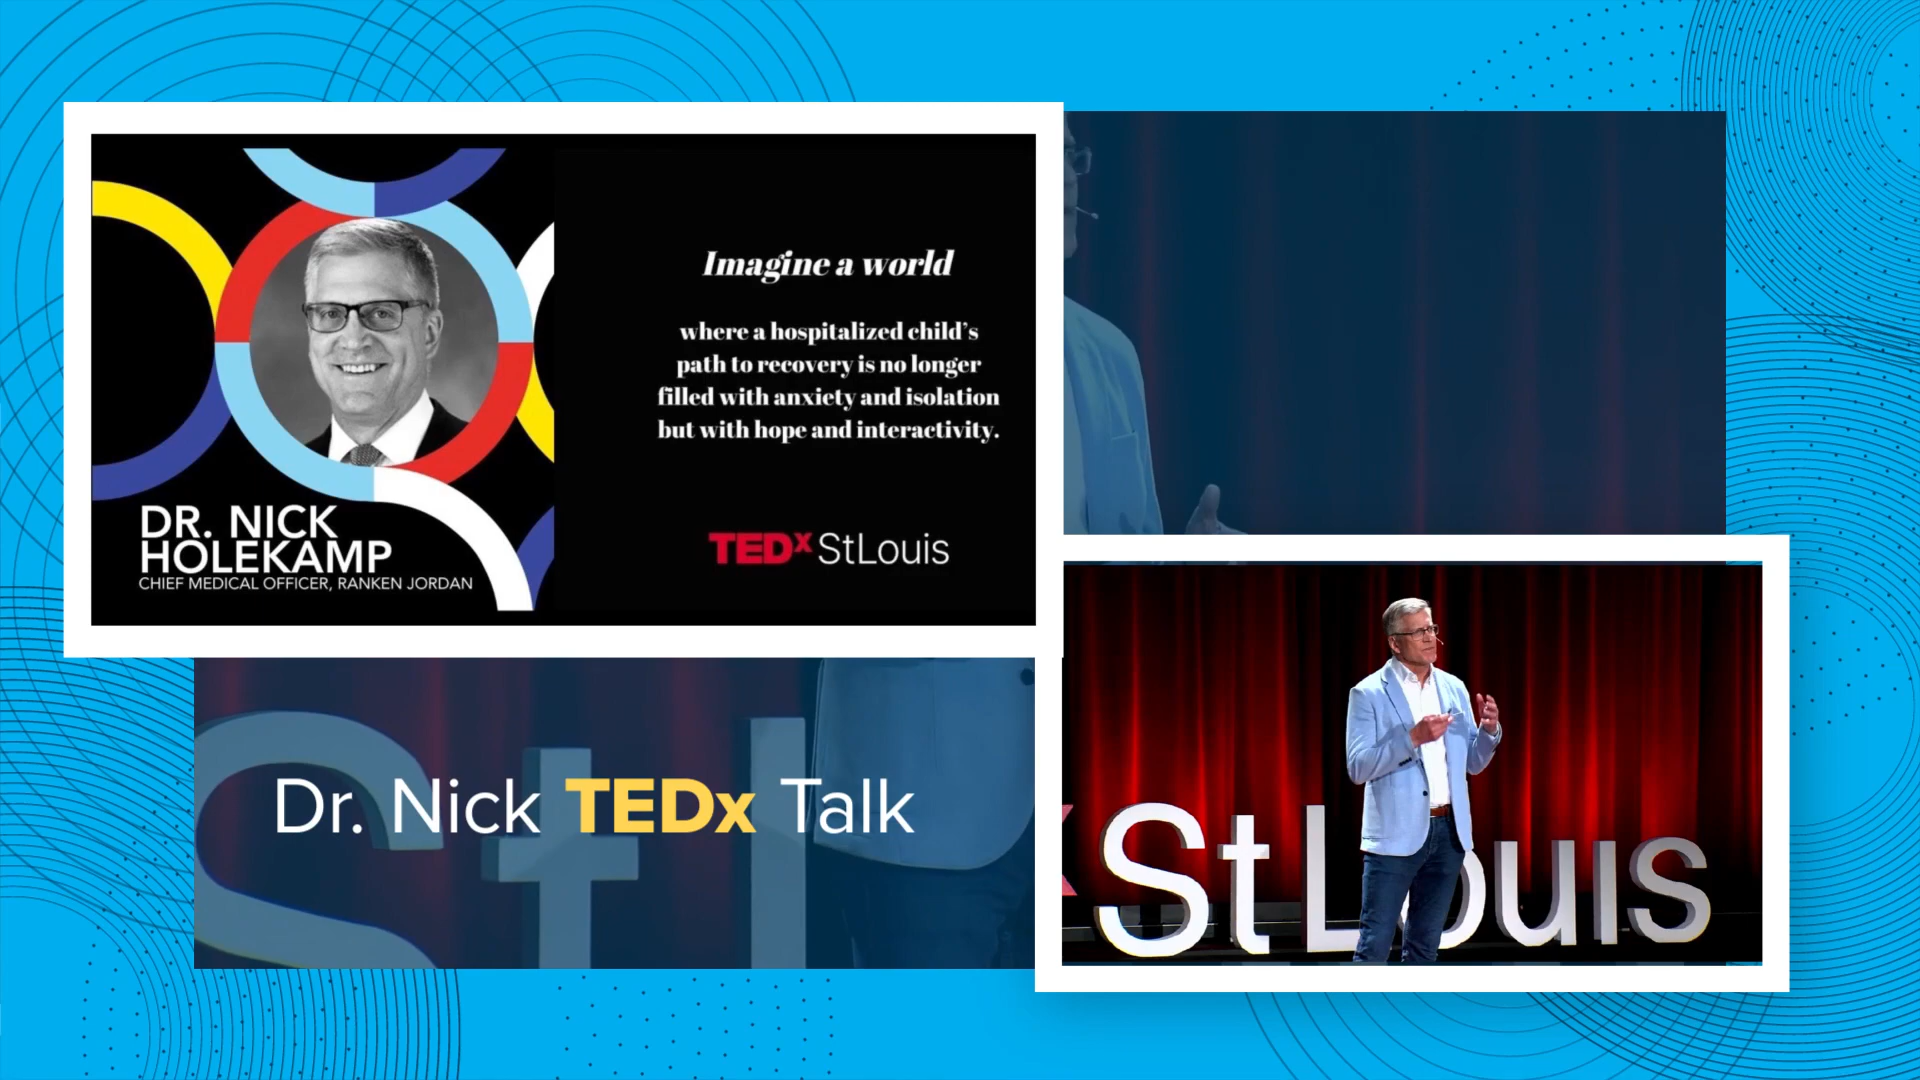 Imagine a world
where a hospitalized child's
path to recovery is no longer
filled with anxiety and isolation
but with hope and interactivity.
DR. NICK
HOLEKAMP
CHIEF MEDICAL OFFICER, RANKEN JORDAN
TEDx StLouis
Dr. Nick TEDx Talk
St l
x StLouis